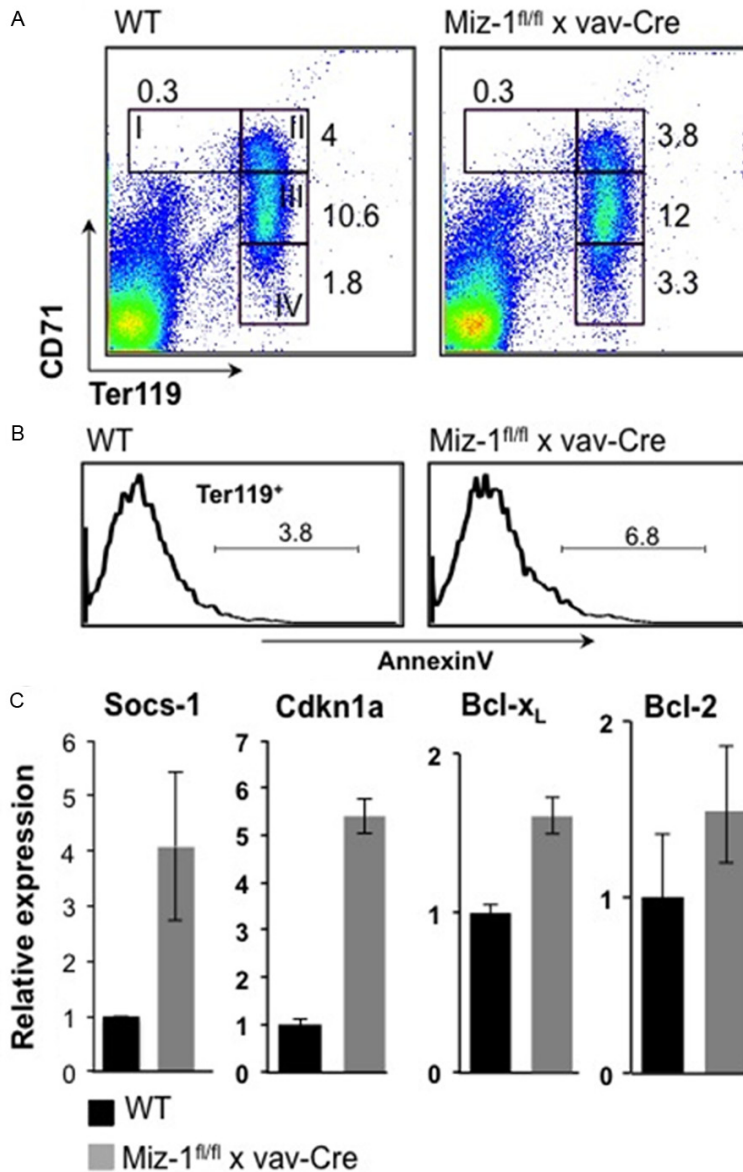 A
WT
Miz-1fl/fl x vav-Cre
0.3
I
II
4
III
10.6
1.8
IV
0.3
3.8
12
3.3
CD71
Ter119
B
WT
Miz-1fl/fl x vav-Cre
Ter119+
3.8
6.8
AnnexinV
C
Socs-1
Cdkn1a
Bcl-xL
Bcl-2
Relative expression
6
5
4
3
2
1
0
7
6
5
4
3
2
1
0
2
1
0
2
1
0
WT
Miz-1fl/fl x vav-Cre